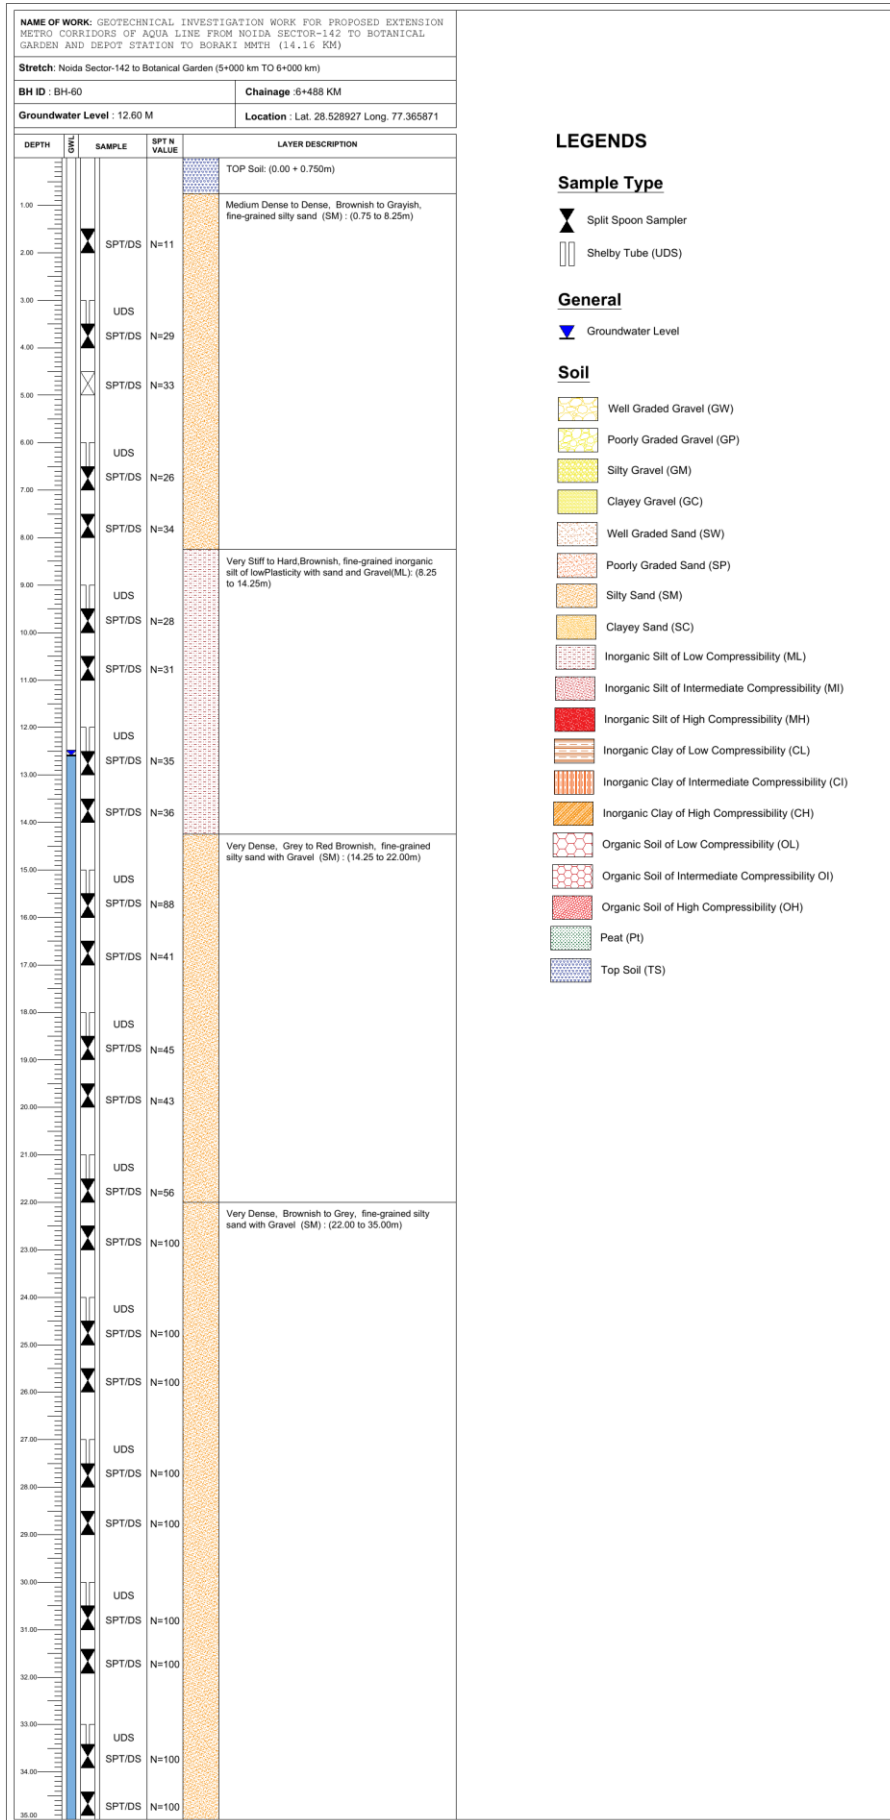 NAME OF WORK: GEOTECHNICAL INVESTIGATION WORK FOR PROPOSED EXTENSION
METRO CORRIDORS OF AQUA LINE FROM NOIDA SECTOR-142 TO BOTANICAL
GARDEN AND DEPOT STATION TO BORAKI MMTH (14.16 KM)
Stretch: Noida Sector-142 to Botanical Garden (5+000 km TO 6+000 km)
BH ID : BH-60
Chainage :6+488 KM
Groundwater Level : 12.60 M
Location : Lat. 28.528927 Long. 77.365871
DEPTH
GWL
SAMPLE
SPT N
VALUE
LAYER DESCRIPTION
TOP Soil: (0.00 + 0.750m)
1.00
Medium Dense to Dense, Brownish to Grayish,
fine-grained silty sand (SM) : (0.75 to 8.25m)
SPT/DS N=11
2.00
3.00
UDS
SPT/DS N=29
4.00
SPT/DS N=33
5.00
6.00
UDS
SPT/DS N=26
7.00
SPT/DS N=34
8.00
Very Stiff to Hard,Brownish, fine-grained inorganic
silt of lowPlasticity with sand and Gravel(ML): (8.25
to 14.25m)
9.00
UDS
SPT/DS N=28
10.00
SPT/DS N=31
11.00
12.00
UDS
SPT/DS N=35
13.00
SPT/DS N=36
14.00
Very Dense, Grey to Red Brownish, fine-grained
silty sand with Gravel (SM) : (14.25 to 22.00m)
15.00
UDS
SPT/DS N=88
16.00
SPT/DS N=41
17.00
18.00
UDS
SPT/DS N=45
19.00
SPT/DS N=43
20.00
21.00
UDS
SPT/DS N=56
22.00
Very Dense, Brownish to Grey, fine-grained silty
sand with Gravel (SM) : (22.00 to 35.00m)
SPT/DS N=100
23.00
24.00
UDS
SPT/DS N=100
25.00
SPT/DS N=100
26.00
27.00
UDS
SPT/DS N=100
28.00
SPT/DS N=100
29.00
30.00
UDS
SPT/DS N=100
31.00
SPT/DS N=100
32.00
33.00
UDS
SPT/DS N=100
34.00
SPT/DS N=100
35.00
LEGENDS
Sample Type
Split Spoon Sampler
Shelby Tube (UDS)
General
Groundwater Level
Soil
Well Graded Gravel (GW)
Poorly Graded Gravel (GP)
Silty Gravel (GM)
Clayey Gravel (GC)
Well Graded Sand (SW)
Poorly Graded Sand (SP)
Silty Sand (SM)
Clayey Sand (SC)
Inorganic Silt of Low Compressibility (ML)
Inorganic Silt of Intermediate Compressibility (MI)
Inorganic Silt of High Compressibility (MH)
Inorganic Clay of Low Compressibility (CL)
Inorganic Clay of Intermediate Compressibility (CI)
Inorganic Clay of High Compressibility (CH)
Organic Soil of Low Compressibility (OL)
Organic Soil of Intermediate Compressibility OI)
Organic Soil of High Compressibility (OH)
Peat (Pt)
Top Soil (TS)